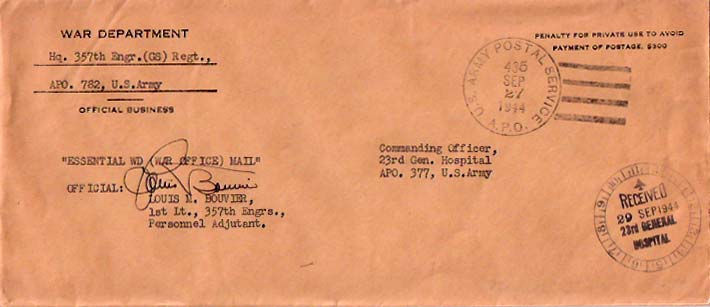 WAR DEPARTMENT
Hq. 357th Engr.(GS) Regt.,
APO. 782, U.S.Army
OFFICIAL BUSINESS
PENALTY FOR PRIVATE USE TO AVOID
PAYMENT OF POSTAGE, $300
U.S. ARMY POSTAL SERVICE
435
SEP
27
1944
A.P.O.
"ESSENTIAL WD (WAR OFFICE) MAIL"
OFFICIAL: Louis Bouvier
LOUIS M. BOUVIER,
1st Lt., 357th Engrs.,
Personnel Adjutant.
Commanding Officer,
23rd Gen. Hospital
APO. 377, U.S.Army
RECEIVED
29 SEP 1944
23rd GENERAL
HOSPITAL